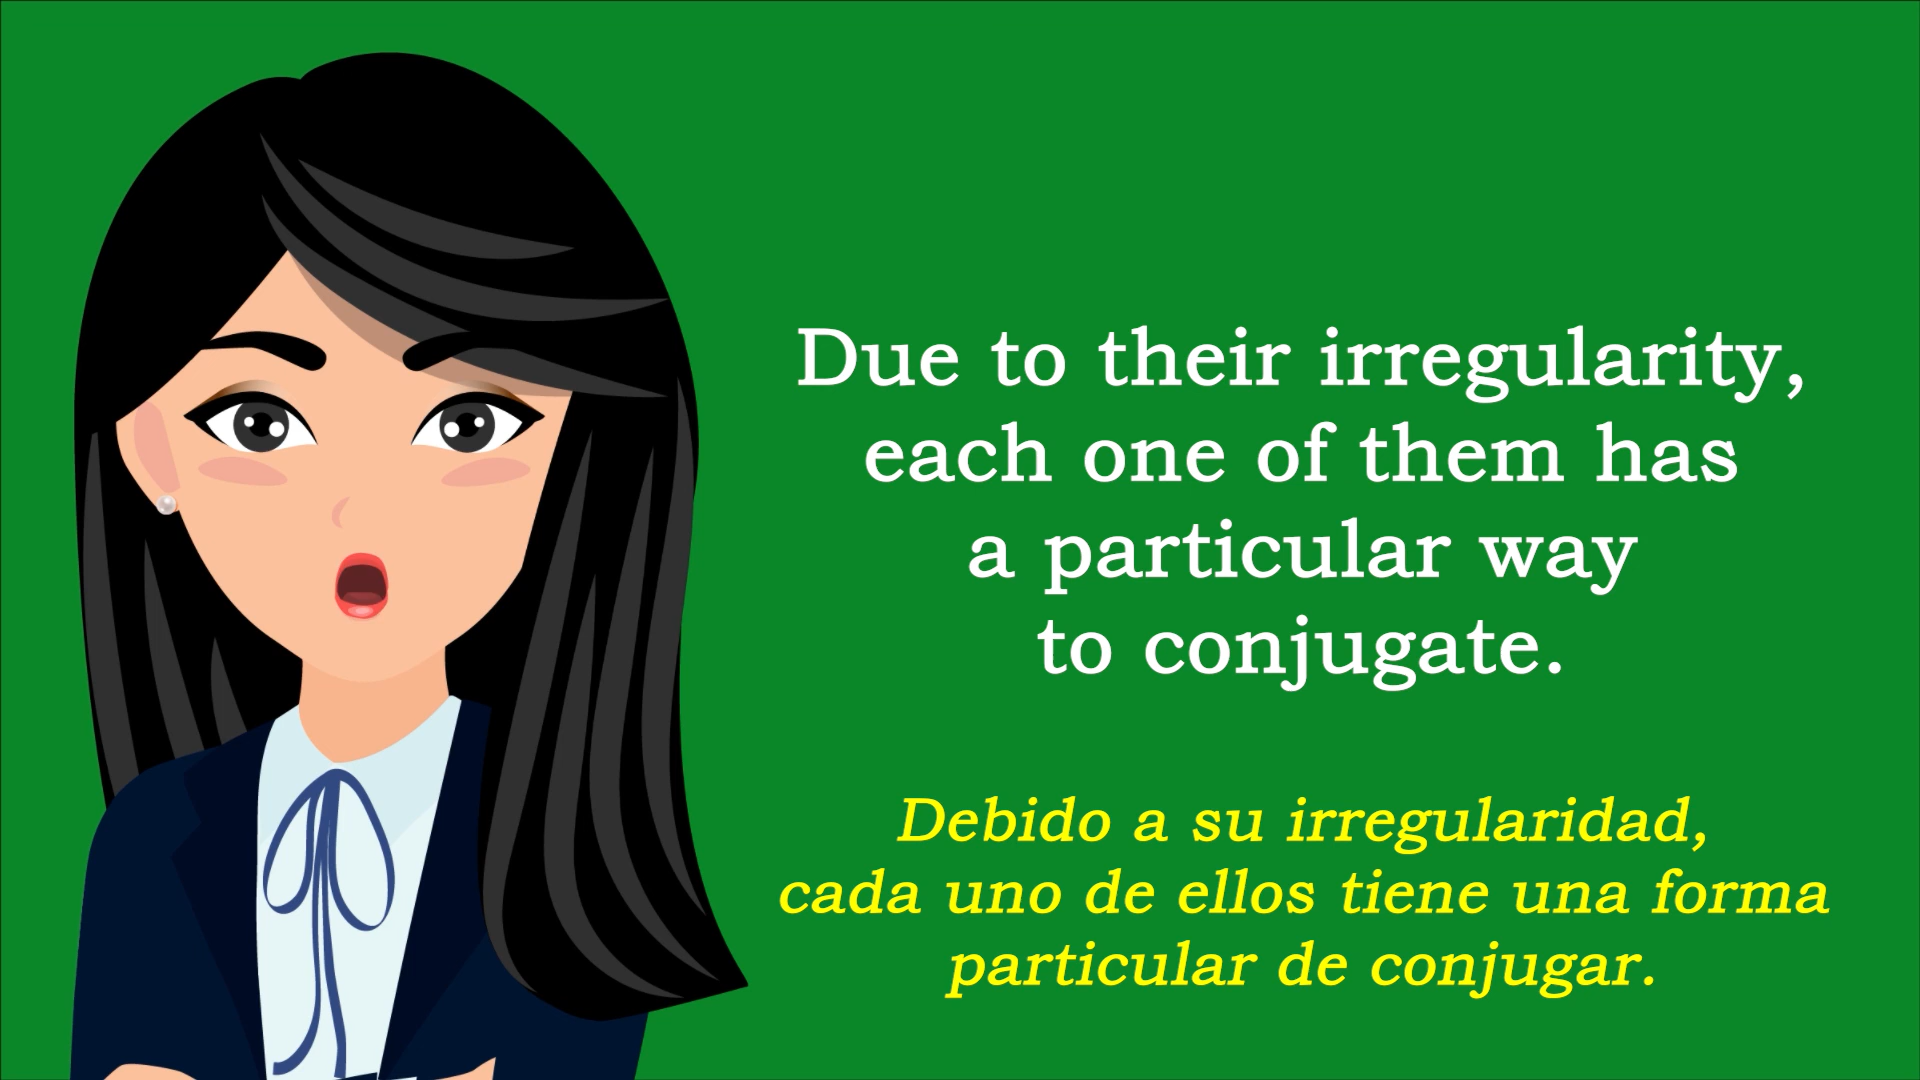 Due to their irregularity,
each one of them has
a particular way
to conjugate.
Debido a su irregularidad,
cada uno de ellos tiene una forma
particular de conjugar.